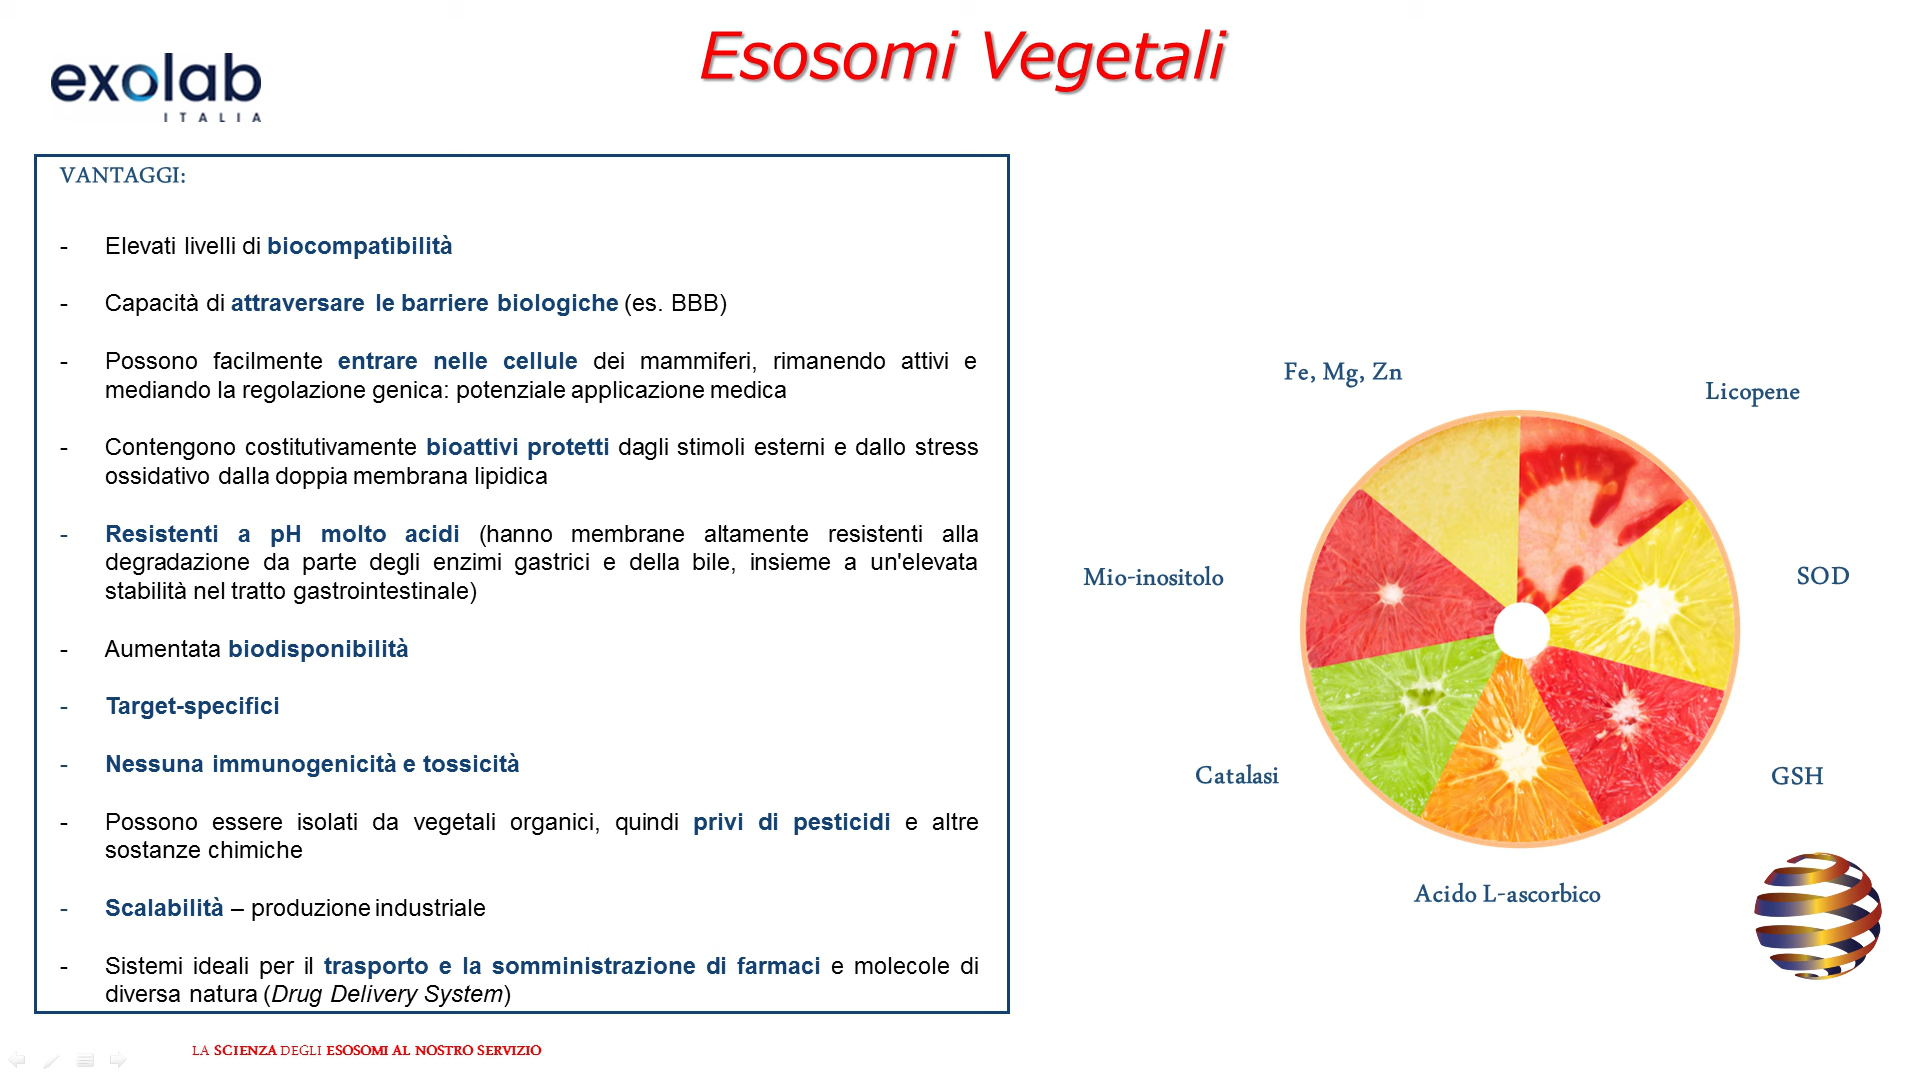 Esosomi Vegetali
exolab
ITALIA
VANTAGGI:
- Elevati livelli di biocompatibilità
- Capacità di attraversare le barriere biologiche (es. BBB)
- Possono facilmente entrare nelle cellule dei mammiferi, rimanendo attivi e
mediando la regolazione genica: potenziale applicazione medica
- Contengono costitutivamente bioattivi protetti dagli stimoli esterni e dallo stress
ossidativo dalla doppia membrana lipidica
- Resistenti a pH molto acidi (hanno membrane altamente resistenti alla
degradazione da parte degli enzimi gastrici e della bile, insieme a un'elevata
stabilità nel tratto gastrointestinale)
- Aumentata biodisponibilità
- Target-specifici
- Nessuna immunogenicità e tossicità
- Possono essere isolati da vegetali organici, quindi privi di pesticidi e altre
sostanze chimiche
- Scalabilità – produzione industriale
- Sistemi ideali per il trasporto e la somministrazione di farmaci e molecole di
diversa natura (Drug Delivery System)
Fe, Mg, Zn
Licopene
Mio-inositolo
SOD
Catalasi
GSH
Acido L-ascorbico
LA SCIENZA DEGLI ESOSOMI AL NOSTRO SERVIZIO